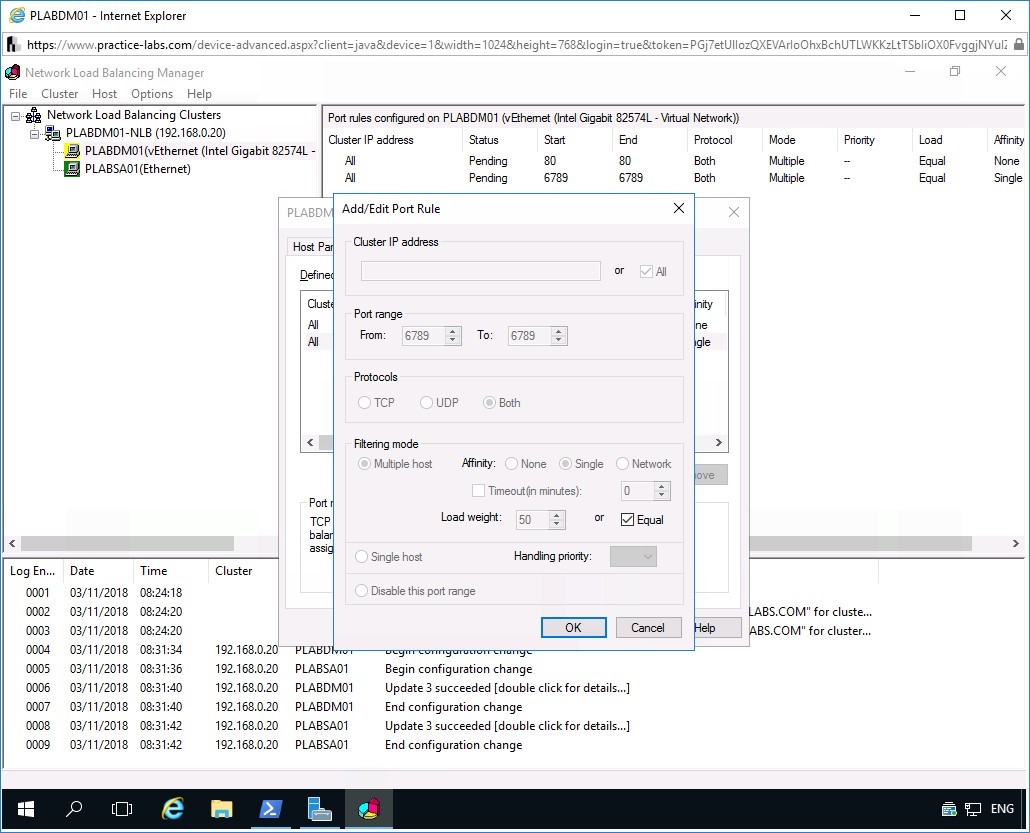 PLABDM01 - Internet Explorer
https://www.practice-labs.com/device-advanced.aspx?client=java&device=1&width=1024&height=768&login=true&token=
Network Load Balancing Manager
File Cluster Host Options Help
Network Load Balancing Clusters
PLABDM01-NLB (192.168.0.20)
PLABDM01(vEthernet (Intel Gigabit 82574L -
PLABSA01(Ethernet)
Port rules configured on PLABDM01 (vEthernet (Intel Gigabit 82574L - Virtual Network))
Cluster IP address Status Start End Protocol Mode Priority Load Affinity
All Pending 80 80 Both Multiple -- Equal None
All Pending 6789 6789 Both Multiple -- Equal Single
PLABDM
Host Par
Defined
Cluste
inity
All
ne
All
ngle
ove
Port r
TCP
balan
assig
Help
Add/Edit Port Rule
Cluster IP address
or All
Port range
From: 6789 To: 6789
Protocols
TCP UDP Both
Filtering mode
Multiple host Affinity: None Single Network
Timeout(in minutes): 0
Load weight: 50 or Equal
Single host Handling priority:
Disable this port range
OK Cancel
Log En... Date Time Cluster
0001 03/11/2018 08:24:18
0002 03/11/2018 08:24:20 LABS.COM" for cluste...
0003 03/11/2018 08:24:20 ABS.COM" for cluster...
0004 03/11/2018 08:31:34 192.168.0.20 PLABDM01 Begin configuration change
0005 03/11/2018 08:31:36 192.168.0.20 PLABSA01 Begin configuration change
0006 03/11/2018 08:31:40 192.168.0.20 PLABDM01 Update 3 succeeded [double click for details...]
0007 03/11/2018 08:31:40 192.168.0.20 PLABDM01 End configuration change
0008 03/11/2018 08:31:42 192.168.0.20 PLABSA01 Update 3 succeeded [double click for details...]
0009 03/11/2018 08:31:42 192.168.0.20 PLABSA01 End configuration change
ENG